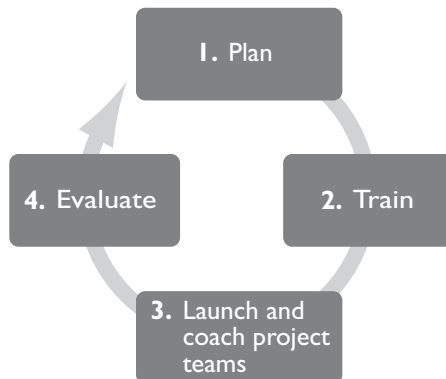 1. Plan
2. Train
3. Launch and
coach project
teams
4. Evaluate